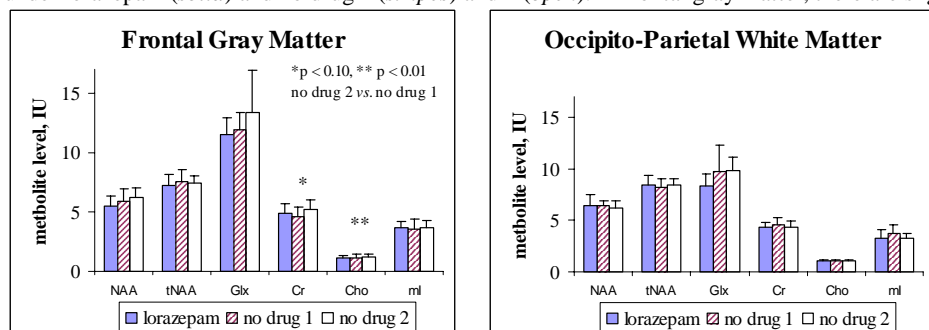 Frontal Gray Matter
*p < 0.10, ** p < 0.01
no drug 2 vs. no drug 1
metbolite level, IU
15
10
5
0
*
**
NAA tNAA Glx Cr Cho mI
lorazepam no drug 1 no drug 2
Occipito-Parietal White Matter
metbolite level, IU
15
10
5
0
NAA tNAA Glx Cr Cho mI
lorazepam no drug 1 no drug 2